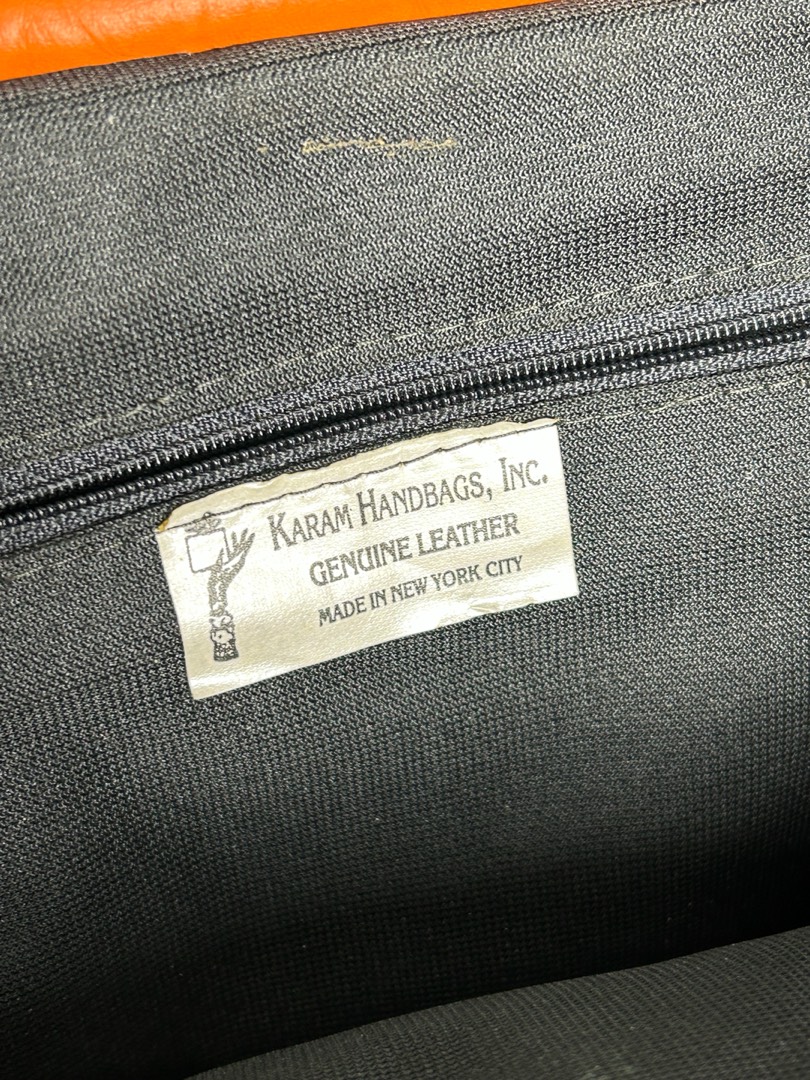 KARAM HANDBAGS, INC.
GENUINE LEATHER
MADE IN NEW YORK CITY